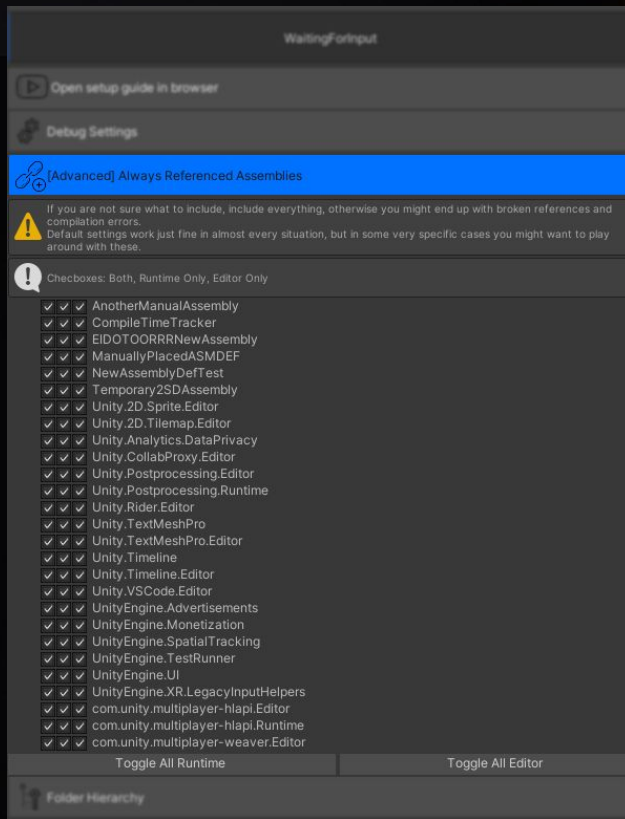 WaitingForInput
Open setup guide in browser
Debug Settings
[Advanced] Always Referenced Assemblies
If you are not sure what to include, include everything, otherwise you might end up with broken references and
compilation errors.
Default settings work just fine in almost every situation, but in some very specific cases you might want to play
around with these.
Checboxes: Both, Runtime Only, Editor Only
AnotherManualAssembly
CompileTimeTracker
EIDOTOORRRNewAssembly
ManuallyPlacedASMDEF
NewAssemblyDefTest
Temporary2SDAssembly
Unity.2D.Sprite.Editor
Unity.2D.Tilemap.Editor
Unity.Analytics.DataPrivacy
Unity.CollabProxy.Editor
Unity.Postprocessing.Editor
Unity.Postprocessing.Runtime
Unity.Rider.Editor
Unity.TextMeshPro
Unity.TextMeshPro.Editor
Unity.Timeline
Unity.Timeline.Editor
Unity.VSCode.Editor
UnityEngine.Advertisements
UnityEngine.Monetization
UnityEngine.SpatialTracking
UnityEngine.TestRunner
UnityEngine.UI
UnityEngine.XR.LegacyInputHelpers
com.unity.multiplayer-hlapi.Editor
com.unity.multiplayer-hlapi.Runtime
com.unity.multiplayer-weaver.Editor
Toggle All Runtime
Toggle All Editor
Folder Hierarchy